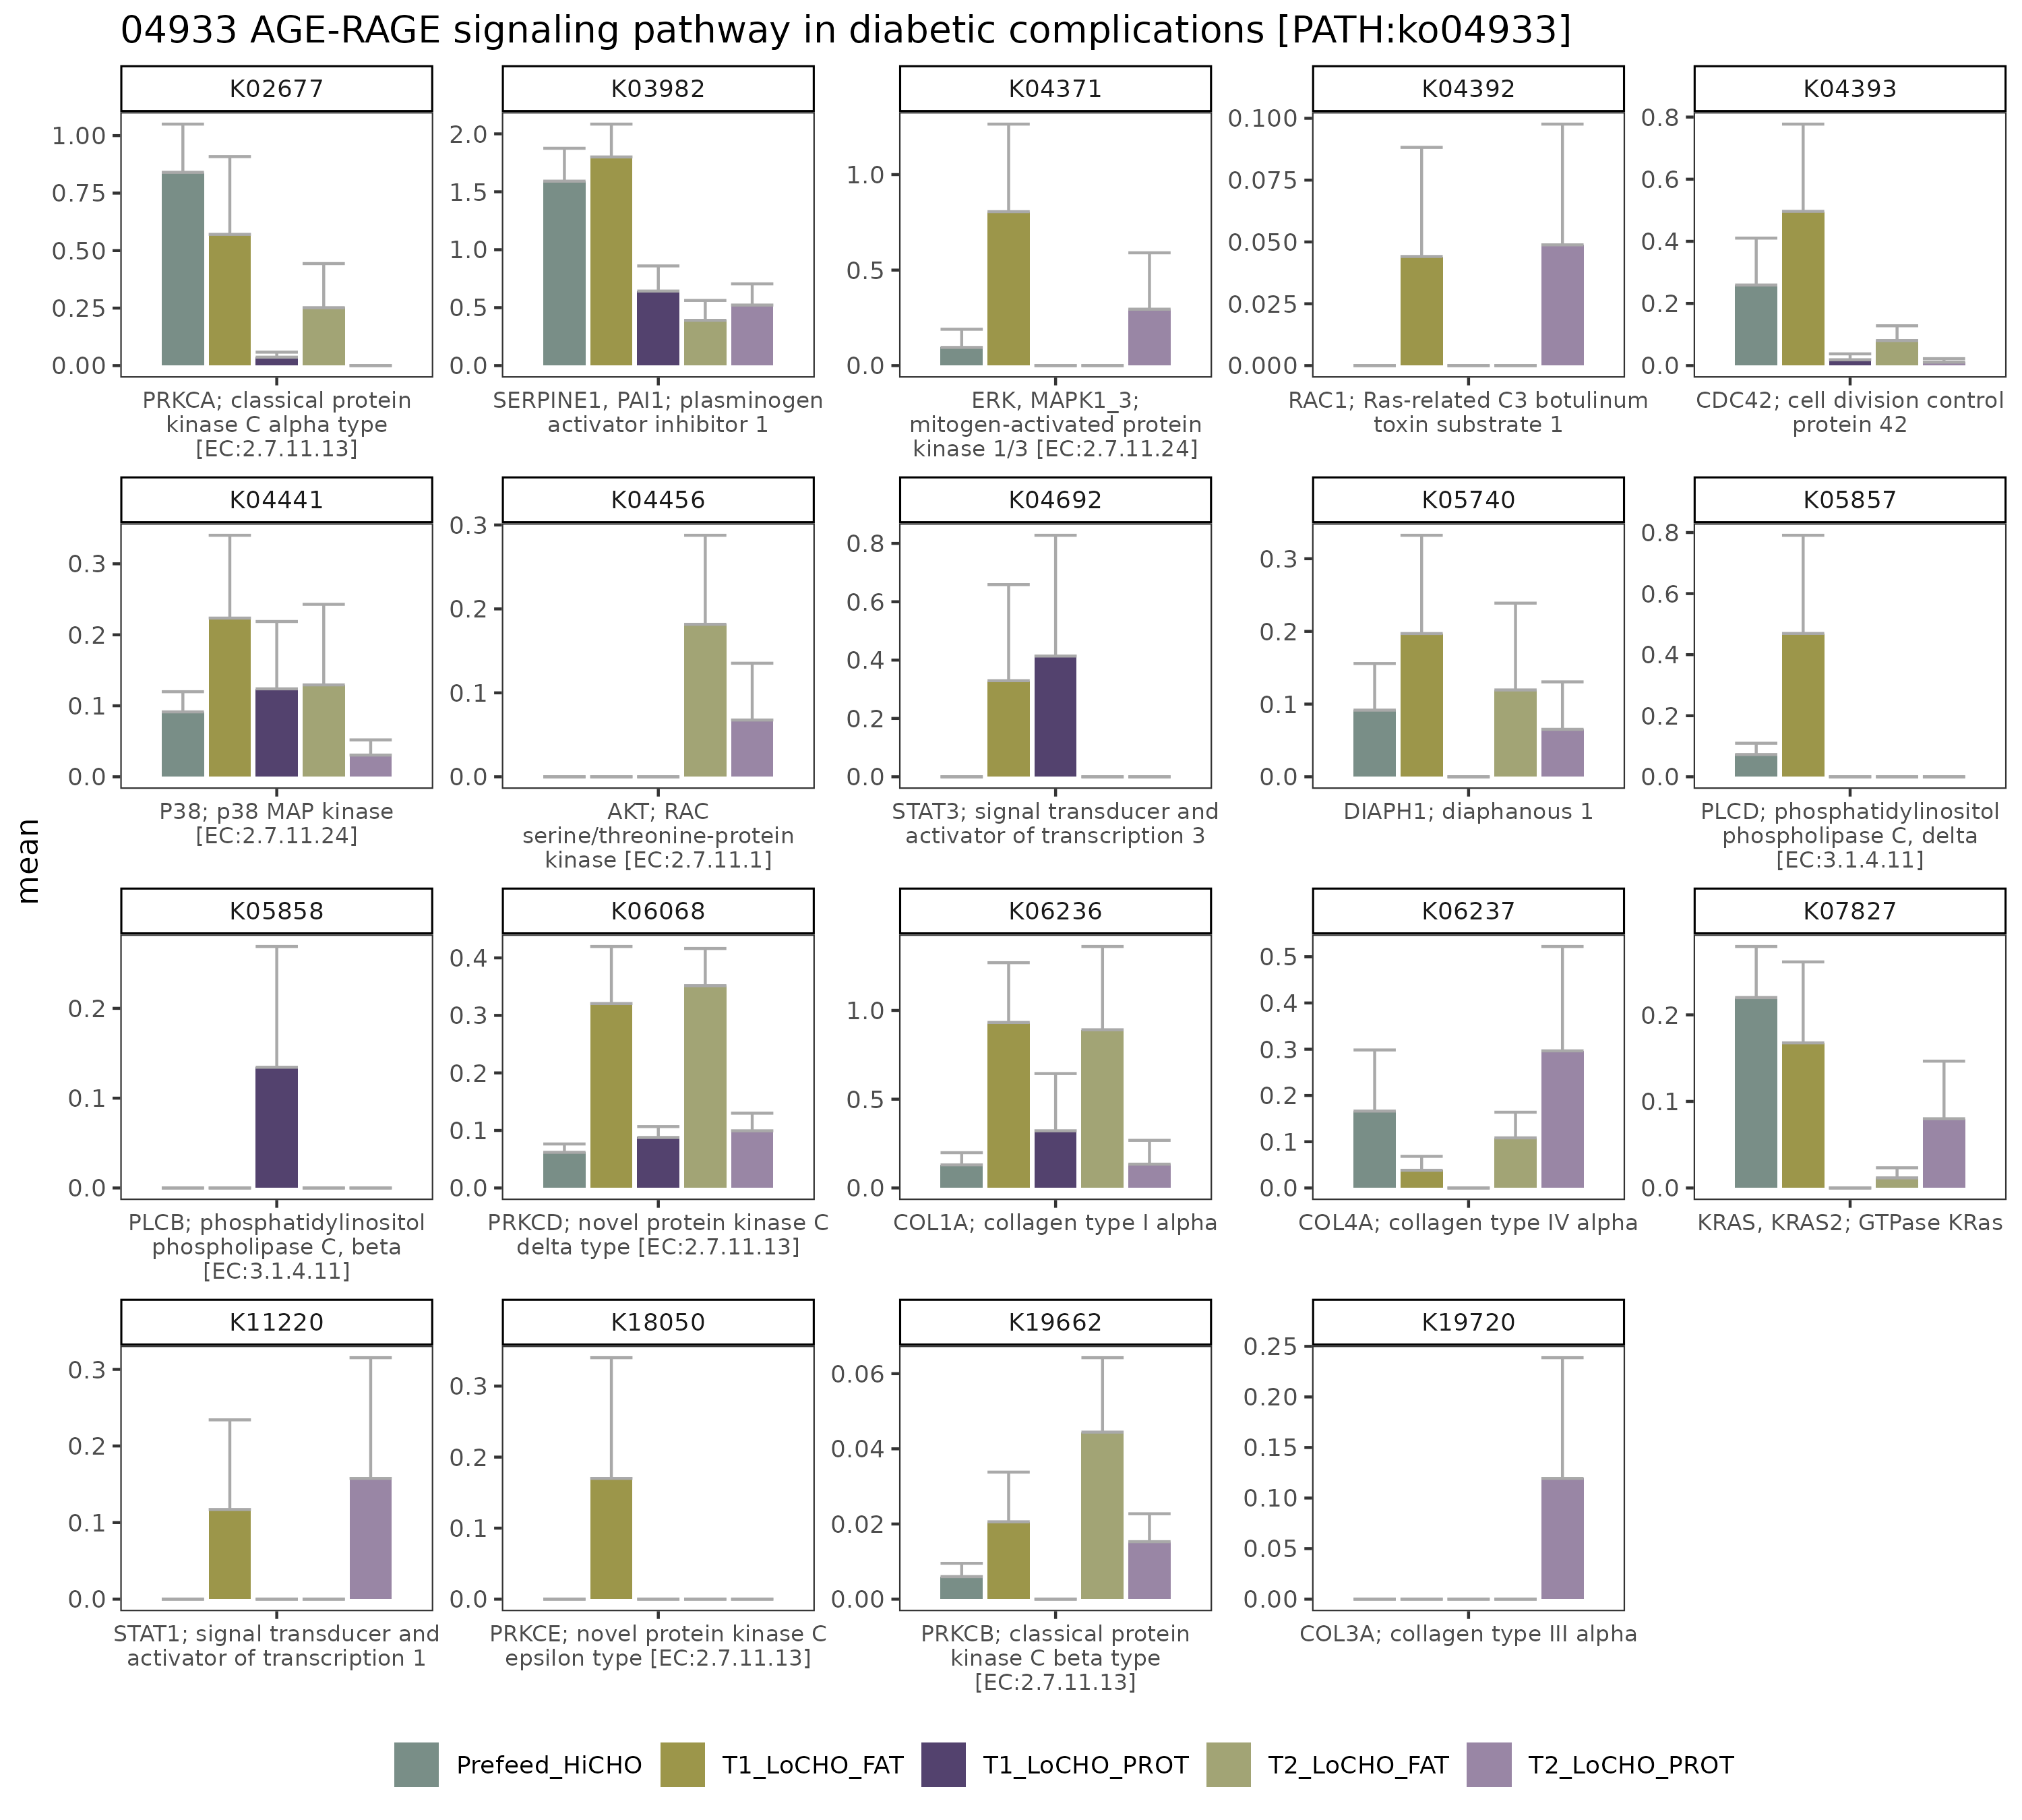 04933 AGE-RAGE signaling pathway in diabetic complications [PATH:ko04933]
mean
K02677
1.00
0.75
0.50
0.25
0.00
PRKCA; classical protein
kinase C alpha type
[EC:2.7.11.13]
K03982
2.0
1.5
1.0
0.5
0.0
SERPINE1, PAI1; plasminogen
activator inhibitor 1
K04371
1.0
0.5
0.0
ERK, MAPK1_3;
mitogen-activated protein
kinase 1/3 [EC:2.7.11.24]
K04392
0.100
0.075
0.050
0.025
0.000
RAC1; Ras-related C3 botulinum
toxin substrate 1
K04393
0.8
0.6
0.4
0.2
0.0
CDC42; cell division control
protein 42
K04441
0.3
0.2
0.1
0.0
P38; p38 MAP kinase
[EC:2.7.11.24]
K04456
0.3
0.2
0.1
0.0
AKT; RAC
serine/threonine-protein
kinase [EC:2.7.11.1]
K04692
0.8
0.6
0.4
0.2
0.0
STAT3; signal transducer and
activator of transcription 3
K05740
0.3
0.2
0.1
0.0
DIAPH1; diaphanous 1
K05857
0.8
0.6
0.4
0.2
0.0
PLCD; phosphatidylinositol
phospholipase C, delta
[EC:3.1.4.11]
K05858
0.2
0.1
0.0
PLCB; phosphatidylinositol
phospholipase C, beta
[EC:3.1.4.11]
K06068
0.4
0.3
0.2
0.1
0.0
PRKCD; novel protein kinase C
delta type [EC:2.7.11.13]
K06236
1.0
0.5
0.0
COL1A; collagen type I alpha
K06237
0.5
0.4
0.3
0.2
0.1
0.0
COL4A; collagen type IV alpha
K07827
0.2
0.1
0.0
KRAS, KRAS2; GTPase KRas
K11220
0.3
0.2
0.1
0.0
STAT1; signal transducer and
activator of transcription 1
K18050
0.3
0.2
0.1
0.0
PRKCE; novel protein kinase C
epsilon type [EC:2.7.11.13]
K19662
0.06
0.04
0.02
0.00
PRKCB; classical protein
kinase C beta type
[EC:2.7.11.13]
K19720
0.25
0.20
0.15
0.10
0.05
0.00
COL3A; collagen type III alpha
Prefeed_HiCHO
T1_LoCHO_FAT
T1_LoCHO_PROT
T2_LoCHO_FAT
T2_LoCHO_PROT